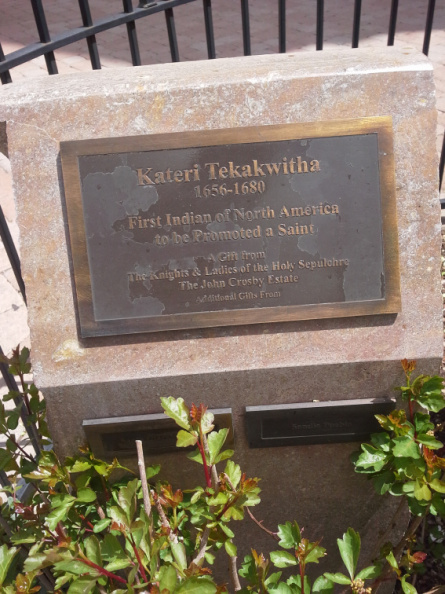 Kateri Tekakwitha
1656-1680
First Indian of North America
to be Promoted a Saint
A Gift from
The Knights & Ladies of the Holy Sepulchre
The John Crosby Estate
Additional Gifts From